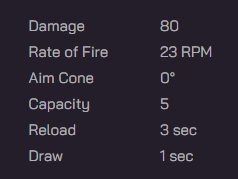 Damage 80
Rate of Fire 23 RPM
Aim Cone 0°
Capacity 5
Reload 3 sec
Draw 1 sec